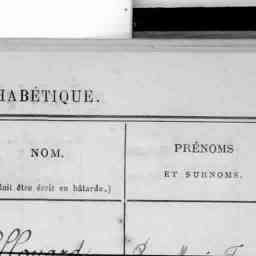 HABÉTIQUE.
NOM.
PRÉNOMS
ET SURNOMS.
doit être écrit en bâtarde.)